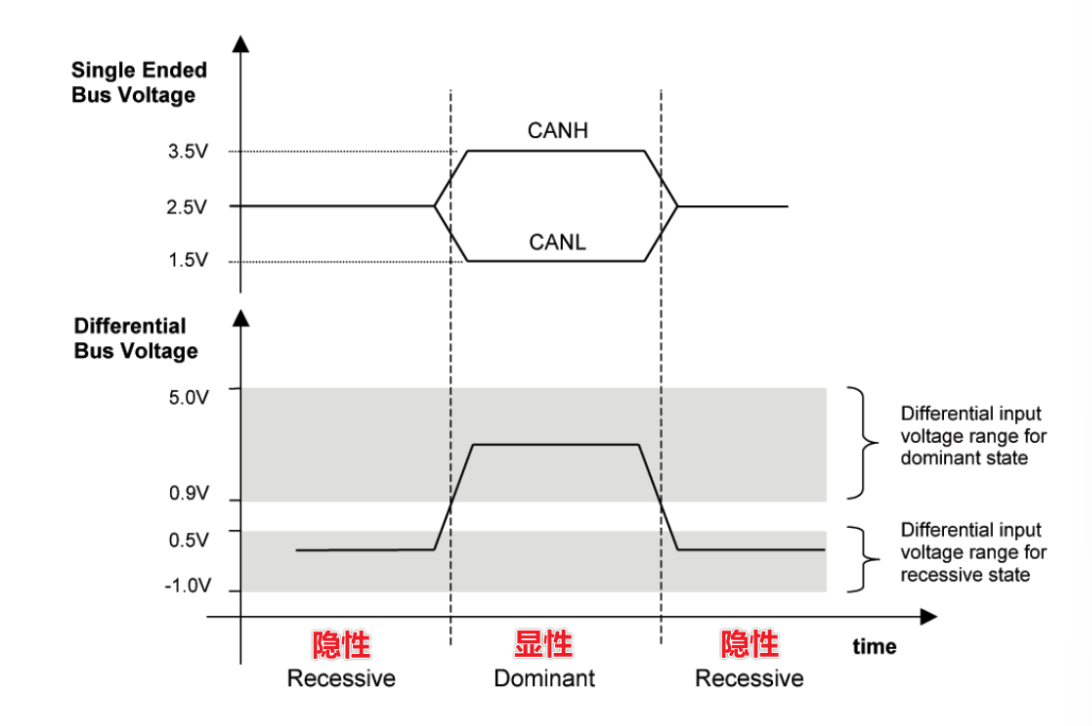 Single Ended
Bus Voltage
CANH
3.5V
2.5V
CANL
1.5V
Differential
Bus Voltage
5.0V
Differential input
voltage range for
dominant state
0.9V
0.5V
Differential input
voltage range for
recessive state
-1.0V
隐性 显性 隐性
time
Recessive Dominant Recessive